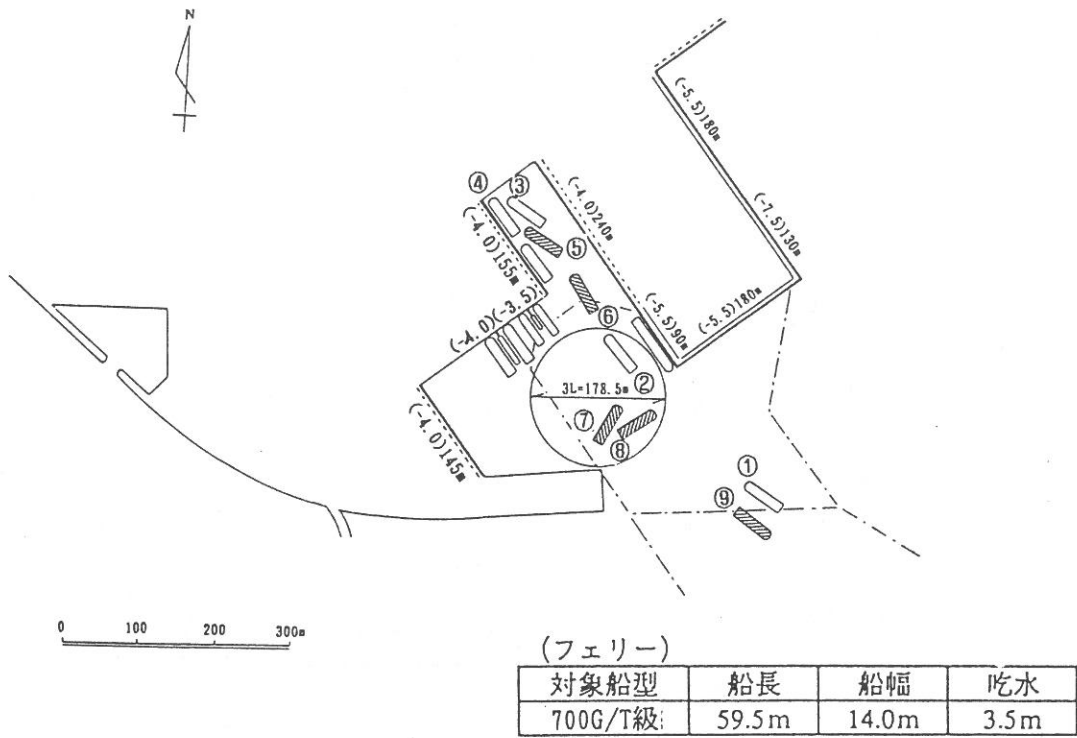 N
(-5.5)180m
(-7.5)130m
(-5.5)180m
④
③
(-4.0)240m
(-4.0)155m
⑤
(-4.0)(-3.5)
⑥
(-5.5)90m
②
3L=178.5m
(-4.0)145m
⑦
⑧
①
⑨
0 100 200 300m
(フェリー)
対象船型 船長 船幅 吃水
700G/T級 59.5m 14.0m 3.5m